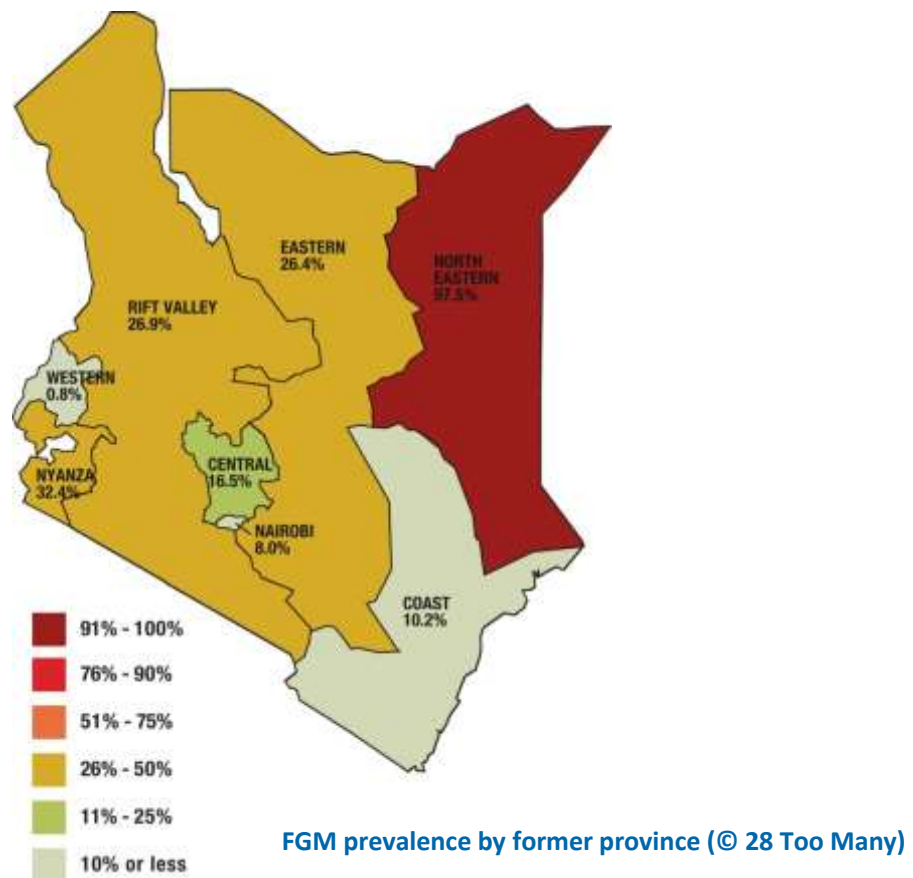 EASTERN
26.4%
NORTH
EASTERN
97.5%
RIFT VALLEY
26.9%
WESTERN
0.8%
CENTRAL
16.5%
NYANZA
32.4%
NAIROBI
8.0%
COAST
10.2%
91% - 100%
76% - 90%
51% - 75%
26% - 50%
11% - 25%
10% or less
FGM prevalence by former province (© 28 Too Many)